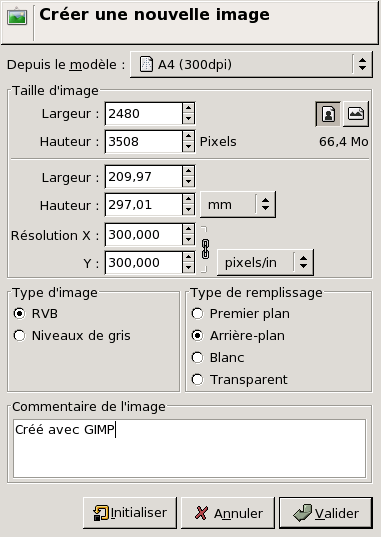 Créer une nouvelle image
Depuis le modèle : A4 (300dpi)
Taille d'image
Largeur : 2480
Hauteur : 3508 Pixels 66,4 Mo
Largeur : 209,97
Hauteur : 297,01 mm
Résolution X : 300,000
Y : 300,000 pixels/in
Type d'image
RVB
Niveaux de gris
Type de remplissage
Premier plan
Arrière-plan
Blanc
Transparent
Commentaire de l'image
Créé avec GIMP
Initialiser Annuler Valider